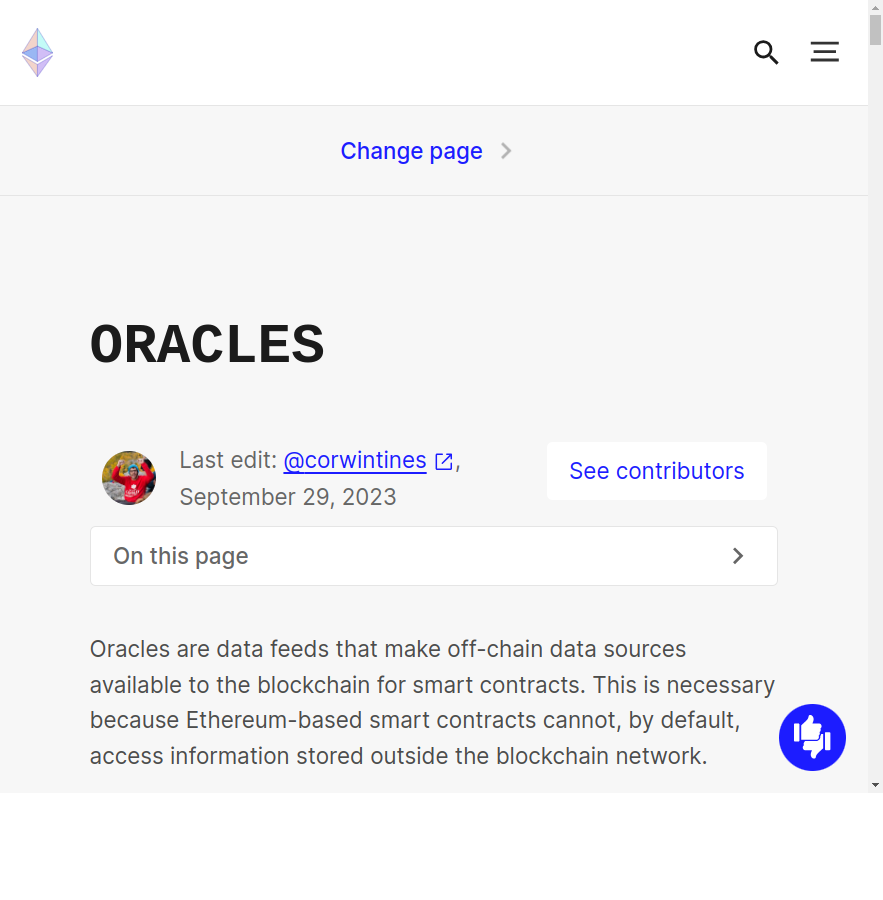 Change page
ORACLES
Last edit: @corwintines,
September 29, 2023
See contributors
On this page
Oracles are data feeds that make off-chain data sources
available to the blockchain for smart contracts. This is necessary
because Ethereum-based smart contracts cannot, by default,
access information stored outside the blockchain network.